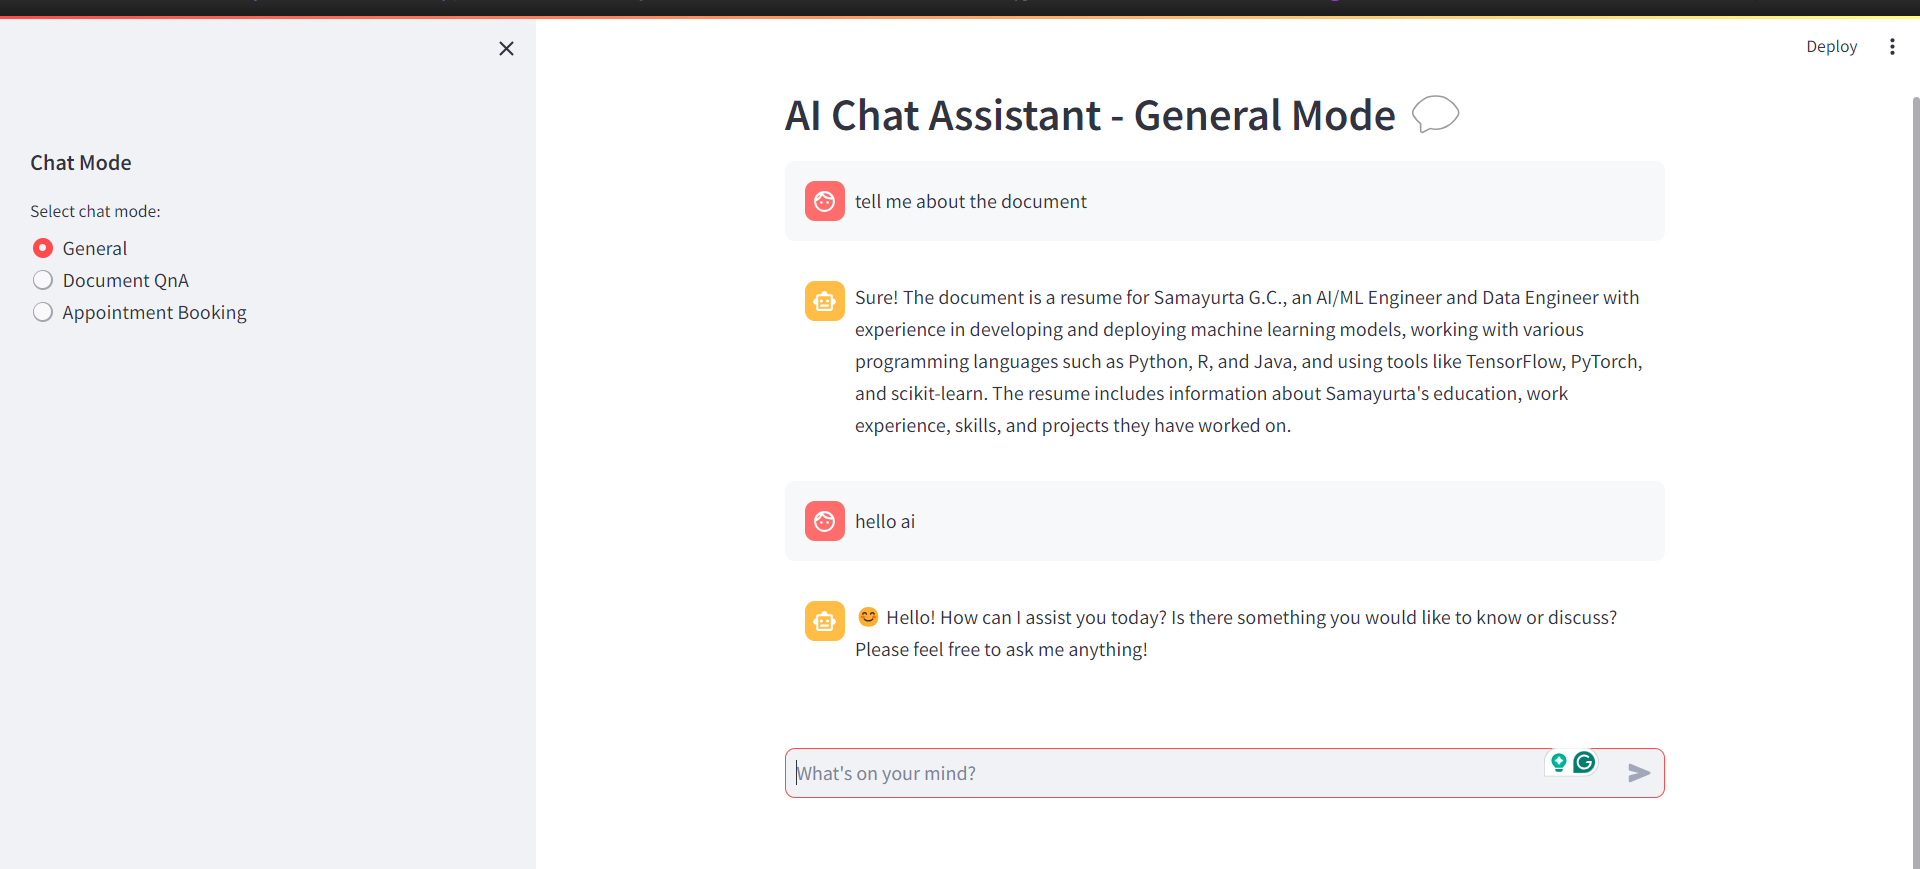 Deploy
Chat Mode
Select chat mode:
General
Document QnA
Appointment Booking
AI Chat Assistant - General Mode
tell me about the document
Sure! The document is a resume for Samayurta G.C., an AI/ML Engineer and Data Engineer with
experience in developing and deploying machine learning models, working with various
programming languages such as Python, R, and Java, and using tools like TensorFlow, PyTorch,
and scikit-learn. The resume includes information about Samayurta's education, work
experience, skills, and projects they have worked on.
hello ai
😊 Hello! How can I assist you today? Is there something you would like to know or discuss?
Please feel free to ask me anything!
What's on your mind?